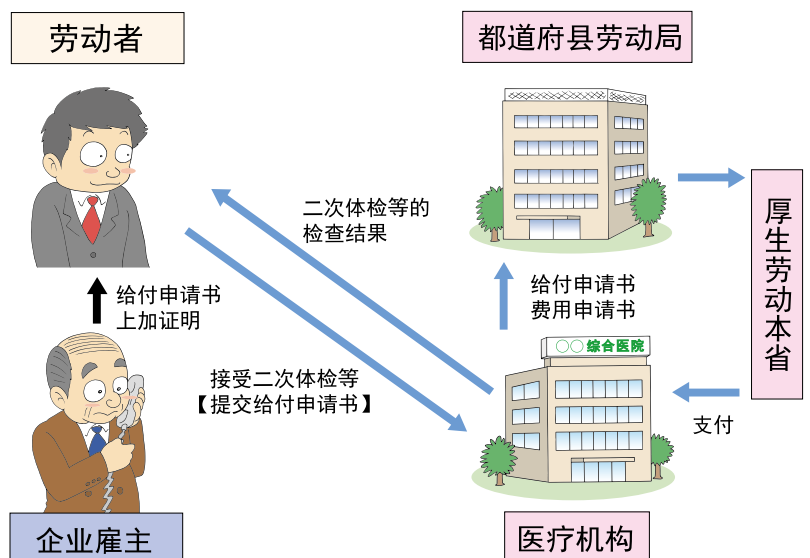 劳动者
都道府县劳动局
二次体检等的
检查结果
厚生劳动本省
给付申请书
上加证明
给付申请书
费用申请书
○○综合医院
接受二次体检等
【提交给付申请书】
支付
企业雇主
医疗机构